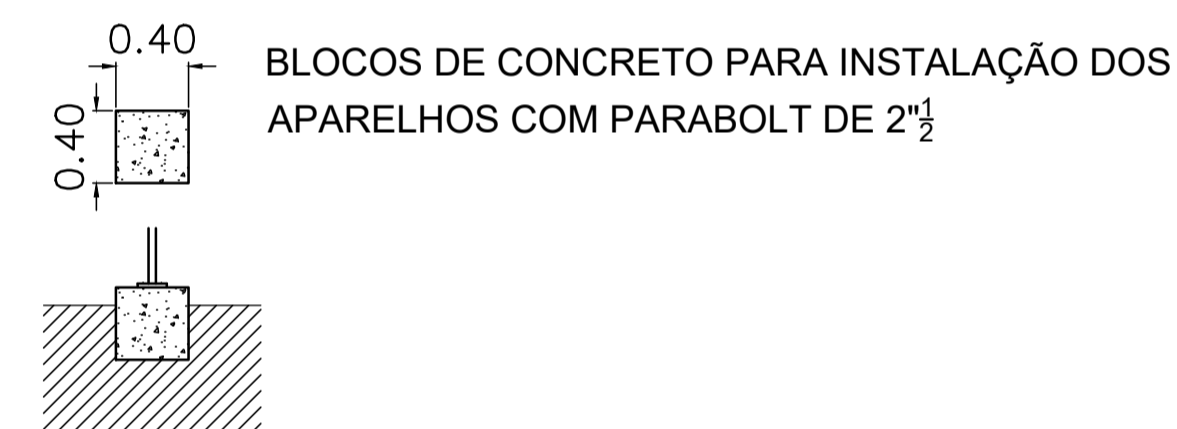 0.40
BLOCOS DE CONCRETO PARA INSTALAÇÃO DOS
0.40
APARELHOS COM PARABOLT DE 2"½